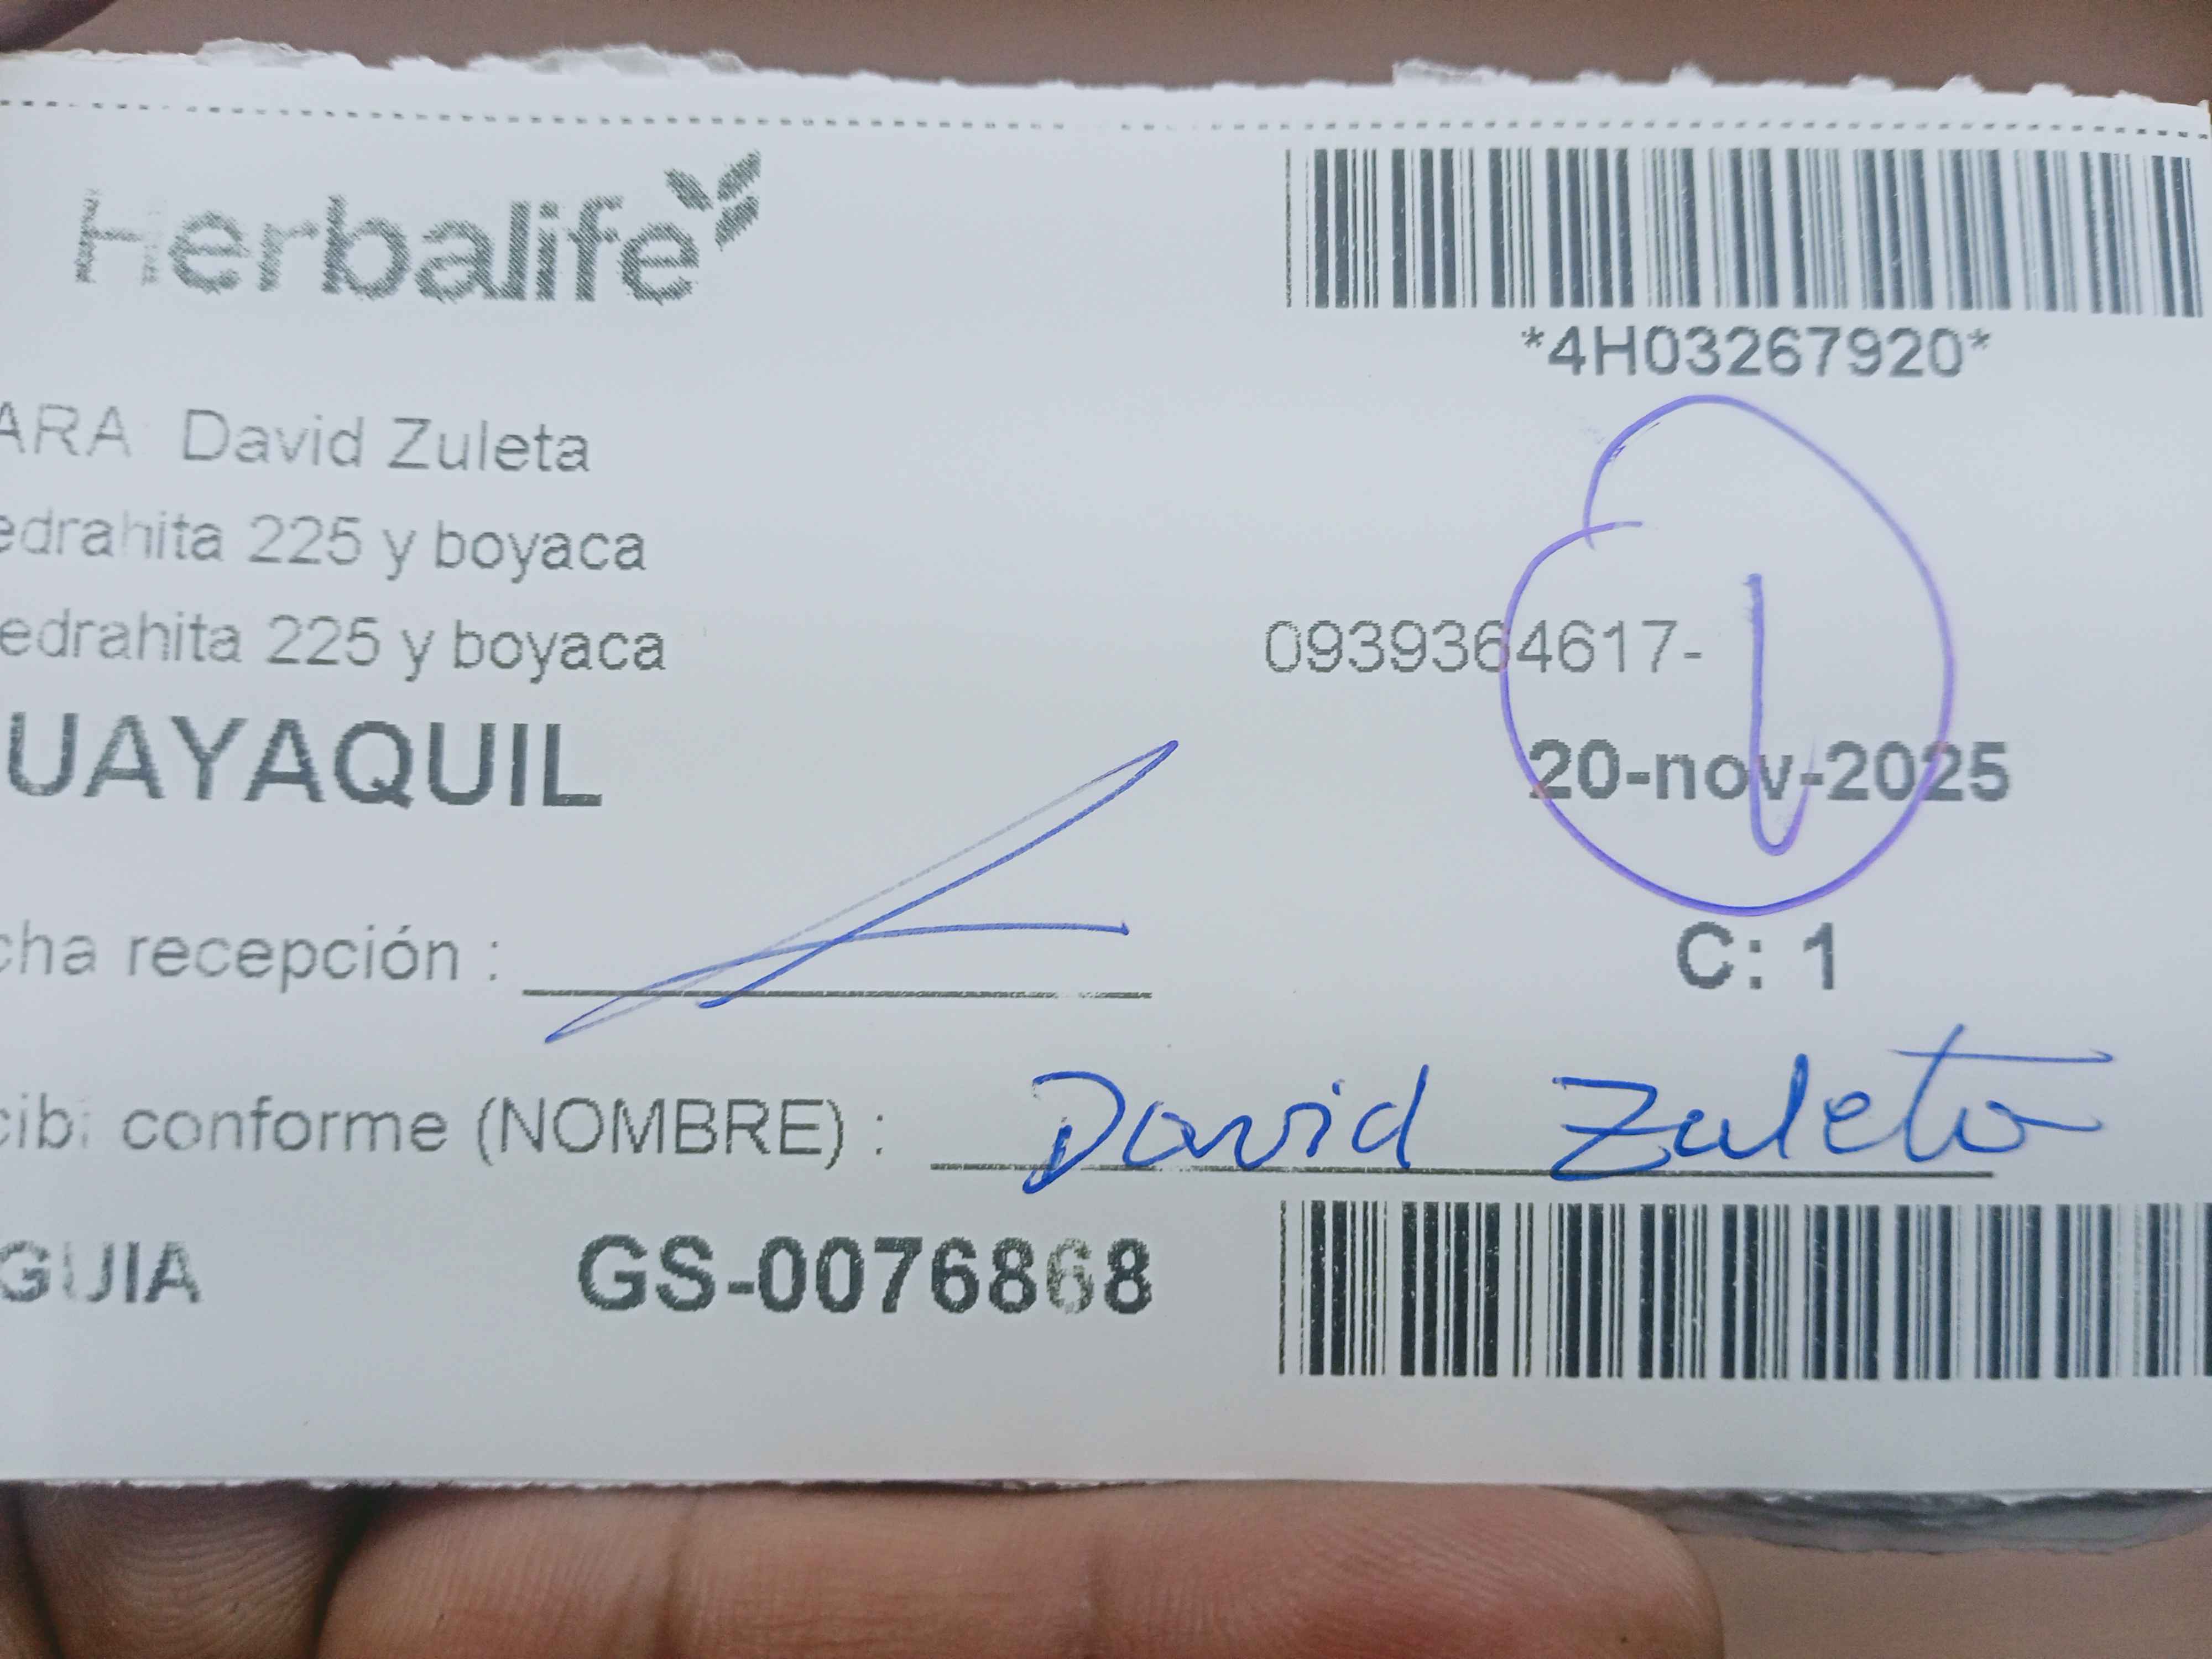 Herbalife
*4H03267920*
ARA David Zuleta
edrahita 225 y boyaca
edrahita 225 y boyaca
0939364617-
UAYAQUIL
20-nov-2025
1
cha recepción :
C: 1
cibi conforme (NOMBRE) : David Zuleta
GUIA GS-0076868